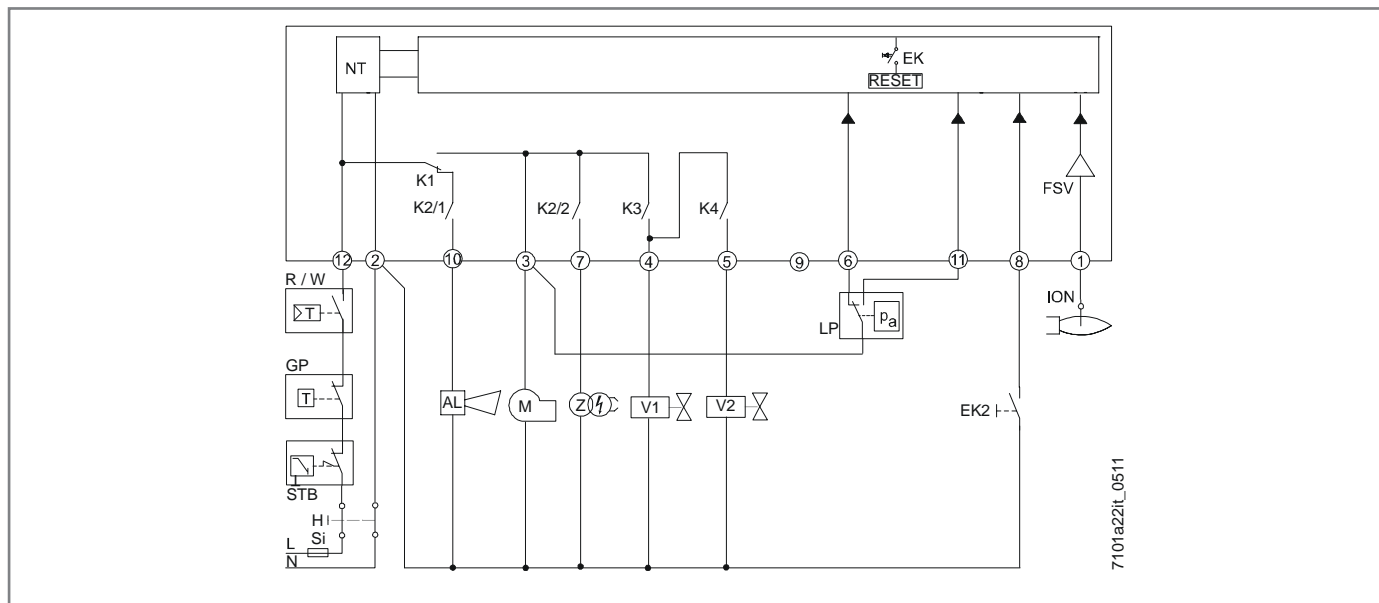 NT
EK
RESET
FSV
K1
K2/1
K2/2
K3
K4
12
2
10
3
7
4
5
9
6
11
8
1
R / W
T
GP
T
STB
H
Si
L
N
AL
M
Z
V1
V2
LP
pa
ION
EK2
7101a22it_0511